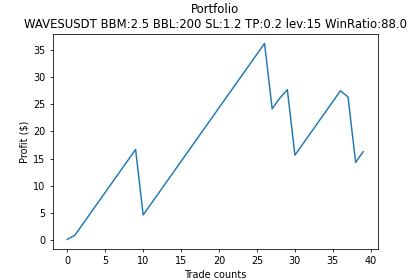 Portfolio
WAVESUSDT BBM:2.5 BBL:200 SL:1.2 TP:0.2 lev:15 WinRatio:88.0
35
30
25
20
15
10
5
0
Profit ($)
0 5 10 15 20 25 30 35 40
Trade counts